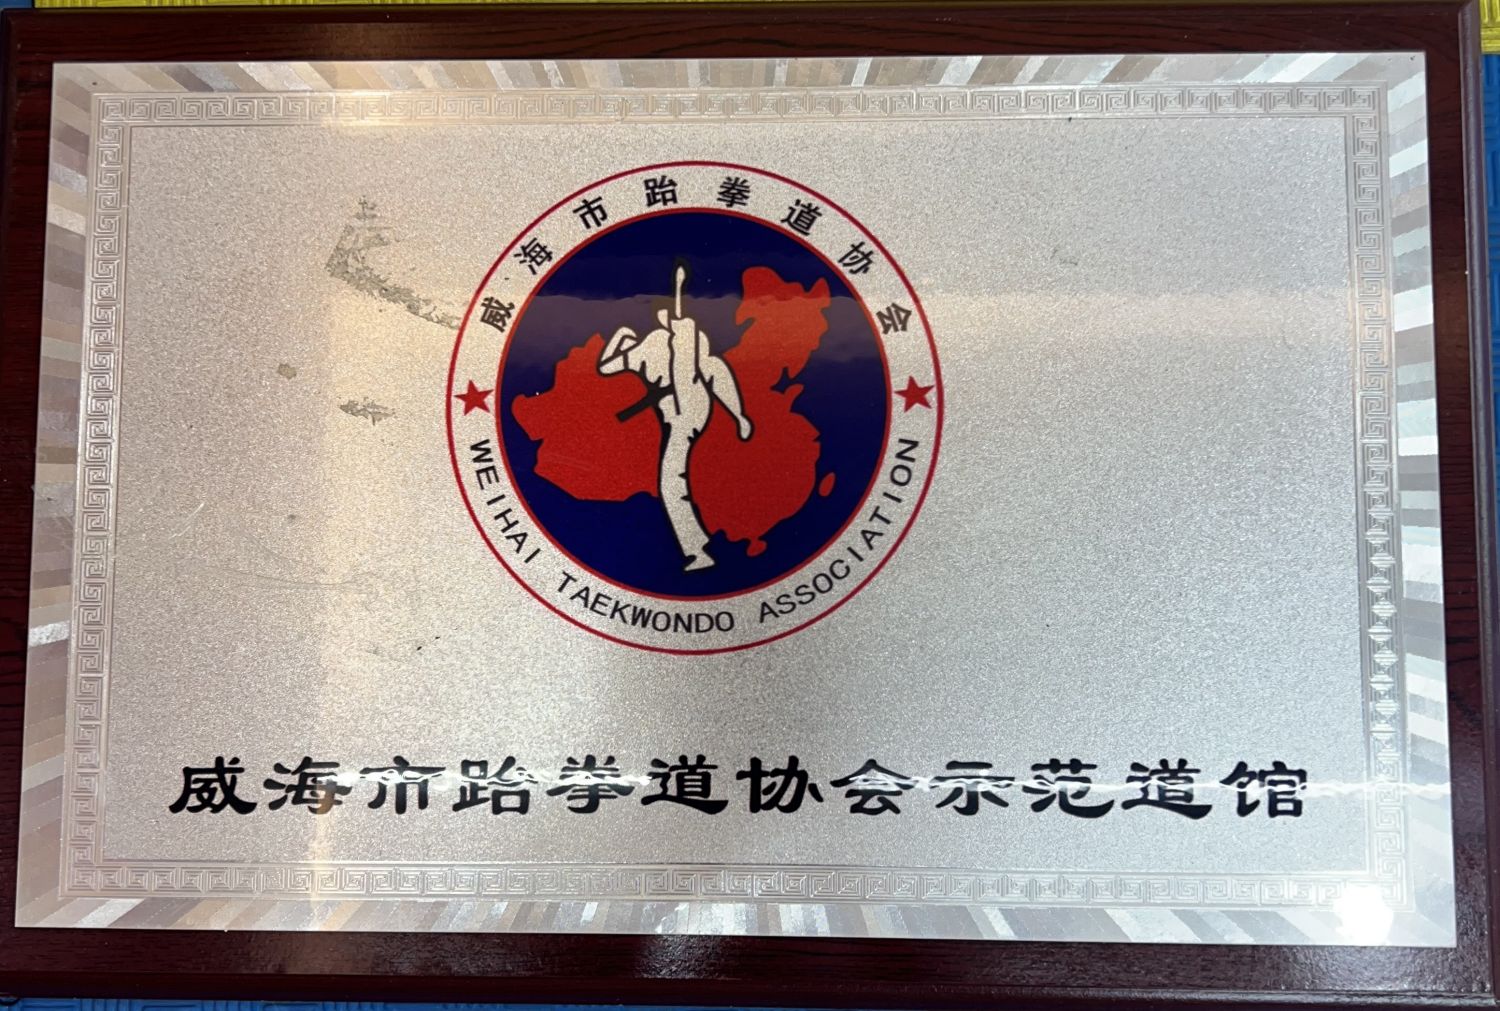 威海市跆拳道协会
WEIHAI TAEKWONDO ASSOCIATION
威海市跆拳道协会示范道馆